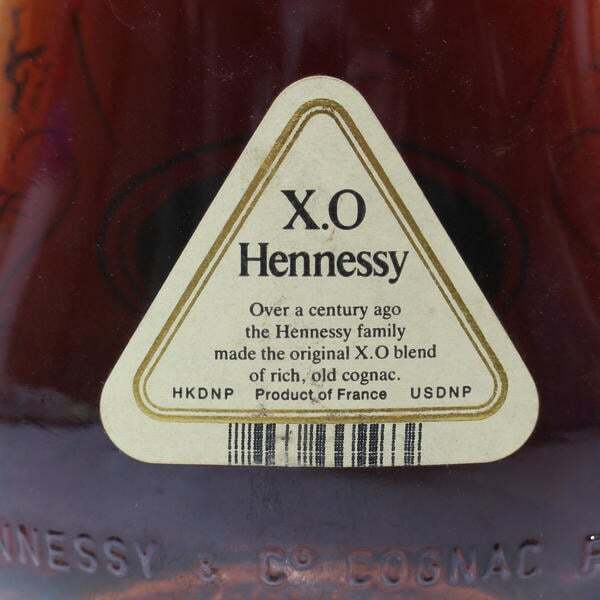 X.O
Hennessy
Over a century ago
the Hennessy family
made the original X.O blend
of rich, old cognac.
HKDNP Product of France USDNP
NNESSY & Cº COGNAC F